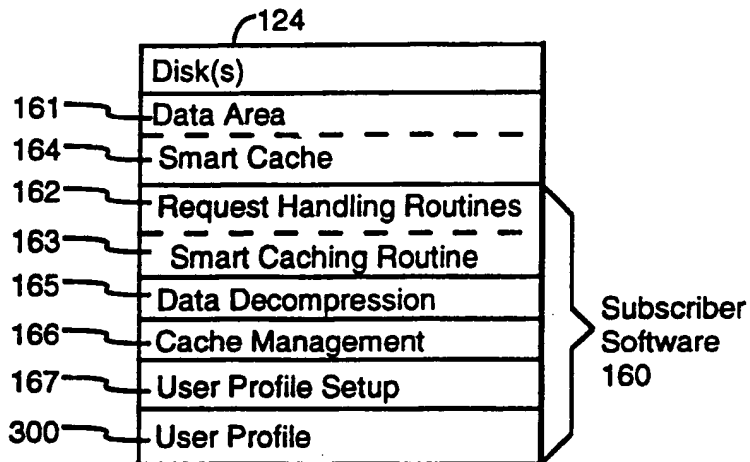 124
Disk(s)
161 Data Area
164 Smart Cache
162 Request Handling Routines
163 Smart Caching Routine
165 Data Decompression
166 Cache Management
167 User Profile Setup
300 User Profile
Subscriber
Software
160